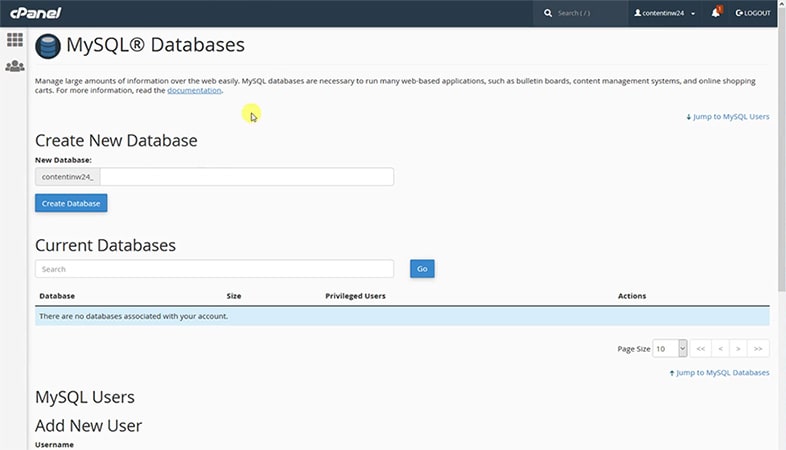 cPanel
Search ( / )
contentinw24
1
LOGOUT
MySQL® Databases
Manage large amounts of information over the web easily. MySQL databases are necessary to run many web-based applications, such as bulletin boards, content management systems, and online shopping
carts. For more information, read the documentation.
Jump to MySQL Users
Create New Database
New Database:
contentinw24_
Create Database
Current Databases
Search
Go
Database Size Privileged Users Actions
There are no databases associated with your account.
Page Size 10 << < > >>
Jump to MySQL Databases
MySQL Users
Add New User
Username